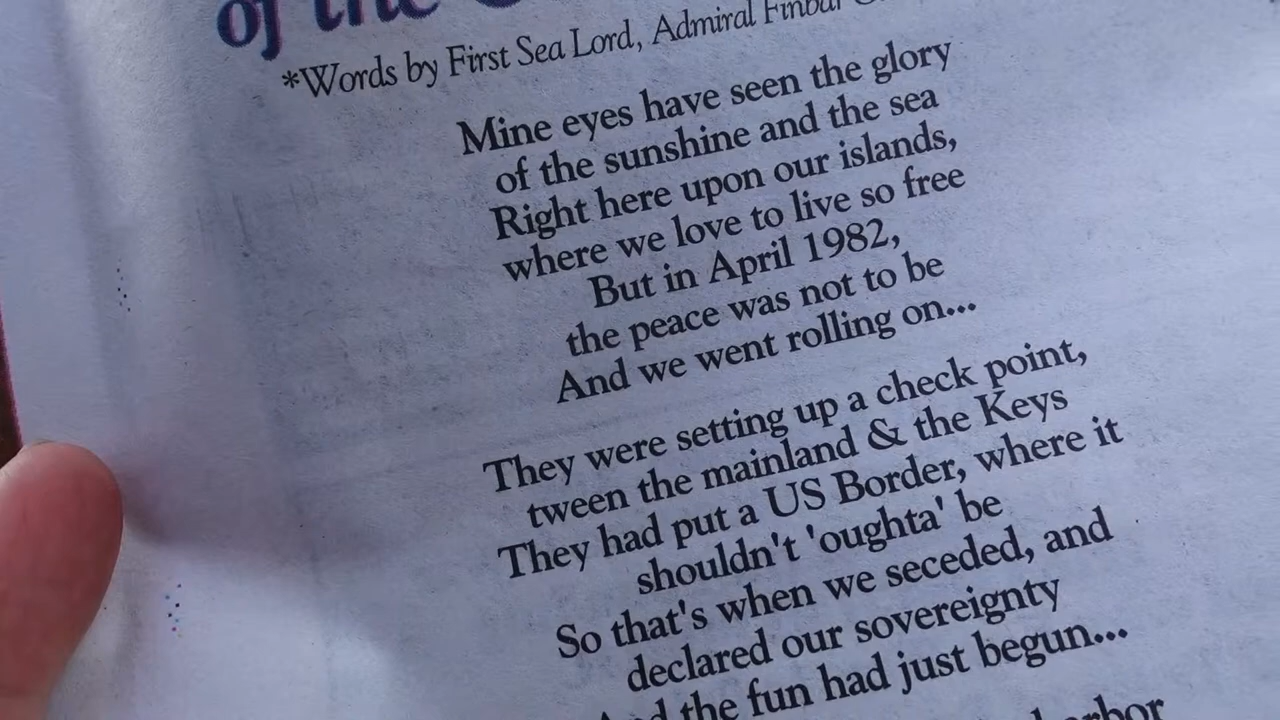 of the
*Words by First Sea Lord, Admiral Finbar
Mine eyes have seen the glory
of the sunshine and the sea
Right here upon our islands,
where we love to live so free
But in April 1982,
the peace was not to be
And we went rolling on...
They were setting up a check point,
tween the mainland & the Keys
They had put a US Border, where it
shouldn't 'oughta' be
So that's when we seceded, and
declared our sovereignty
And the fun had just begun...